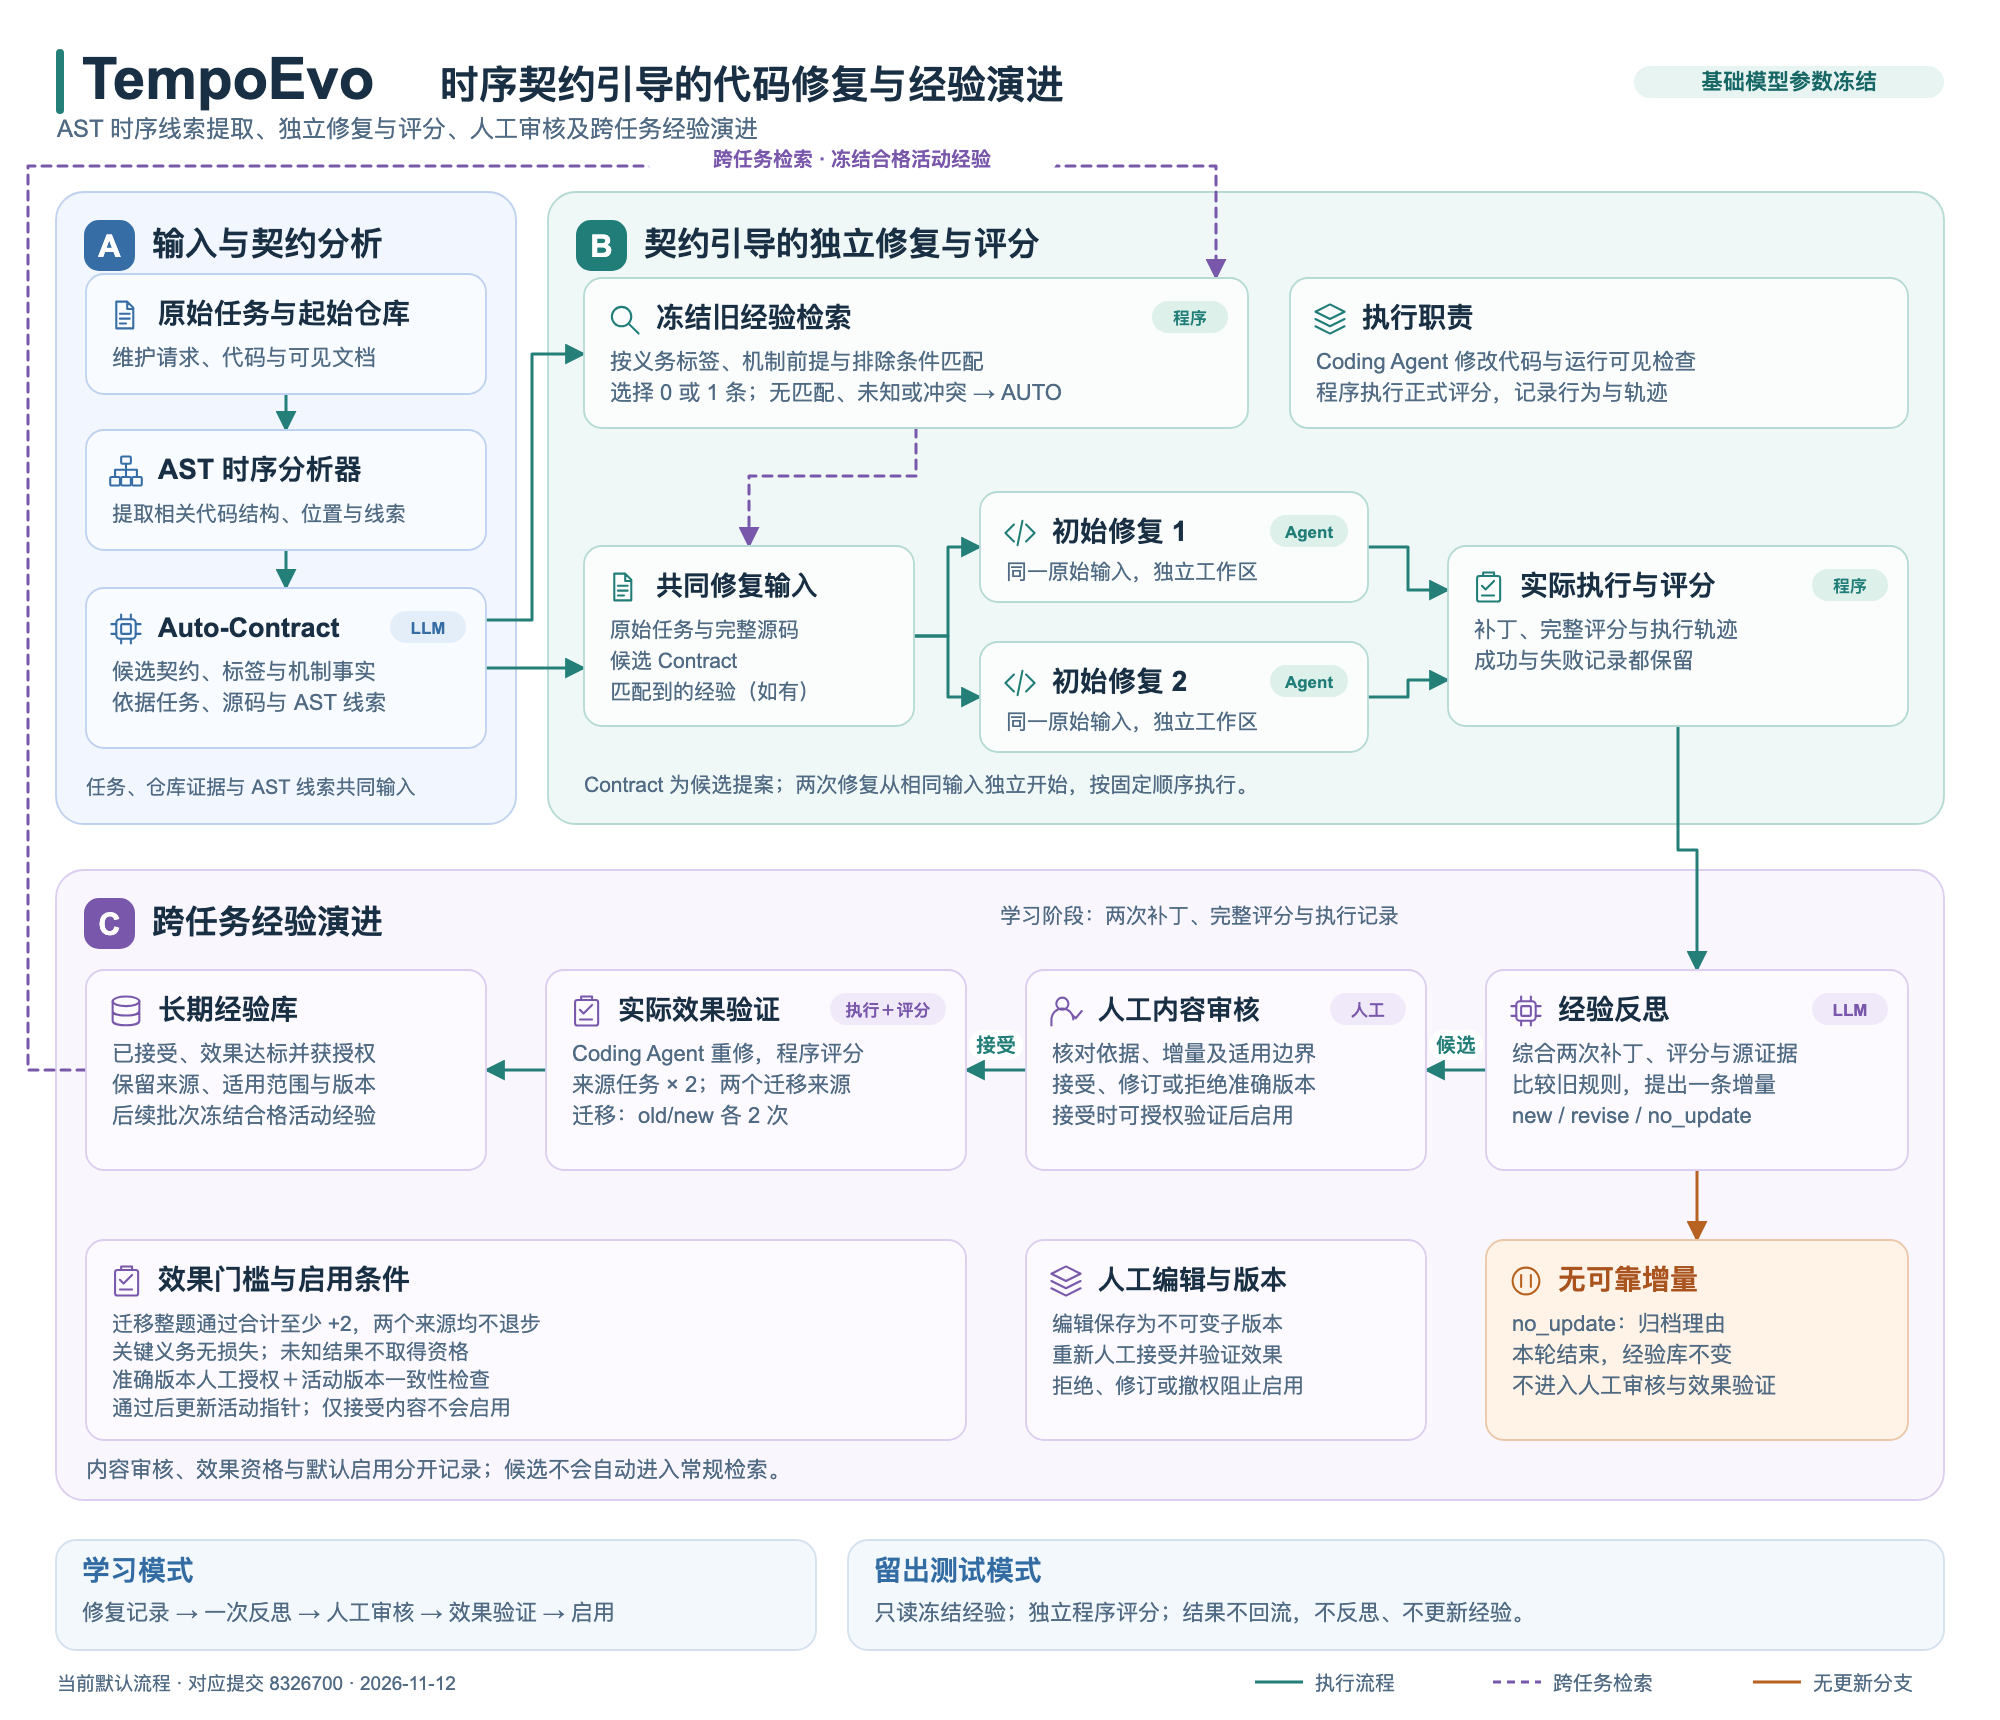 TempoEvo 时序契约引导的代码修复与经验演进
基础模型参数冻结
AST 时序线索提取、独立修复与评分、人工审核及跨任务经验演进
跨任务检索 · 冻结合格活动经验
A 输入与契约分析
原始任务与起始仓库
维护请求、代码与可见文档
AST 时序分析器
提取相关代码结构、位置与线索
Auto-Contract LLM
候选契约、标签与机制事实
依据任务、源码与 AST 线索
任务、仓库证据与 AST 线索共同输入
B 契约引导的独立修复与评分
冻结旧经验检索 程序
按义务标签、机制前提与排除条件匹配
选择 0 或 1 条；无匹配、未知或冲突 → AUTO
执行职责
Coding Agent 修改代码与运行可见检查
程序执行正式评分，记录行为与轨迹
共同修复输入
原始任务与完整源码
候选 Contract
匹配到的经验（如有）
初始修复 1 Agent
同一原始输入，独立工作区
初始修复 2 Agent
同一原始输入，独立工作区
实际执行与评分 程序
补丁、完整评分与执行轨迹
成功与失败记录都保留
Contract 为候选提案；两次修复从相同输入独立开始，按固定顺序执行。
C 跨任务经验演进
学习阶段：两次补丁、完整评分与执行记录
长期经验库
已接受、效果达标并获授权
保留来源、适用范围与版本
后续批次冻结合格活动经验
实际效果验证 执行＋评分
Coding Agent 重修，程序评分
来源任务 × 2；两个迁移来源
迁移：old/new 各 2 次
接受
人工内容审核 人工
核对依据、增量及适用边界
接受、修订或拒绝准确版本
接受时可授权验证后启用
候选
经验反思 LLM
综合两次补丁、评分与源证据
比较旧规则，提出一条增量
new / revise / no_update
效果门槛与启用条件
迁移整题通过合计至少 +2，两个来源均不退步
关键义务无损失；未知结果不取得资格
准确版本人工授权＋活动版本一致性检查
通过后更新活动指针；仅接受内容不会启用
人工编辑与版本
编辑保存为不可变子版本
重新人工接受并验证效果
拒绝、修订或撤权阻止启用
无可靠增量
no_update：归档理由
本轮结束，经验库不变
不进入人工审核与效果验证
内容审核、效果资格与默认启用分开记录；候选不会自动进入常规检索。
学习模式
修复记录 → 一次反思 → 人工审核 → 效果验证 → 启用
留出测试模式
只读冻结经验；独立程序评分；结果不回流，不反思、不更新经验。
当前默认流程 · 对应提交 8326700 · 2026-11-12
执行流程
跨任务检索
无更新分支